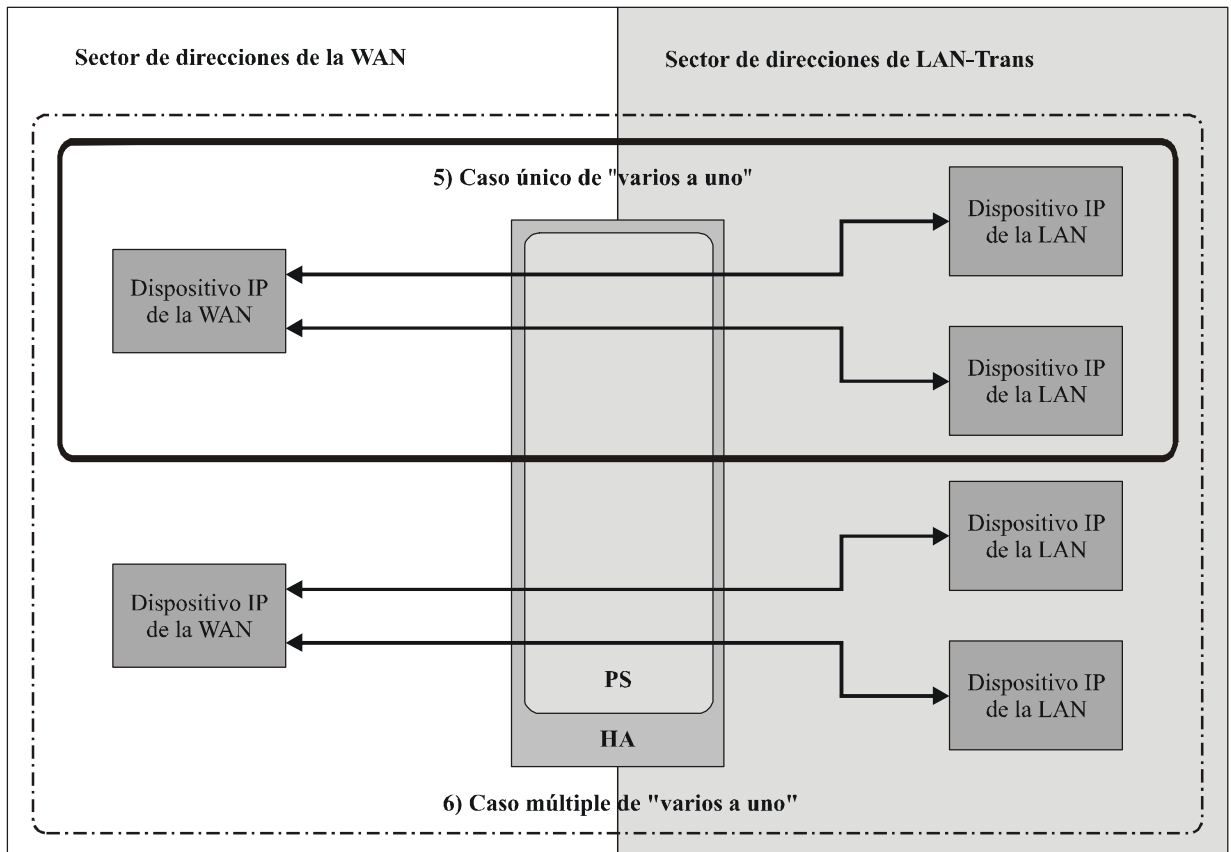 Sector de direcciones de la WAN
Sector de direcciones de LAN-Trans
5) Caso único de "varios a uno"
Dispositivo IP
de la LAN
Dispositivo IP
de la WAN
Dispositivo IP
de la LAN
Dispositivo IP
de la LAN
Dispositivo IP
de la WAN
Dispositivo IP
de la LAN
PS
HA
6) Caso múltiple de "varios a uno"